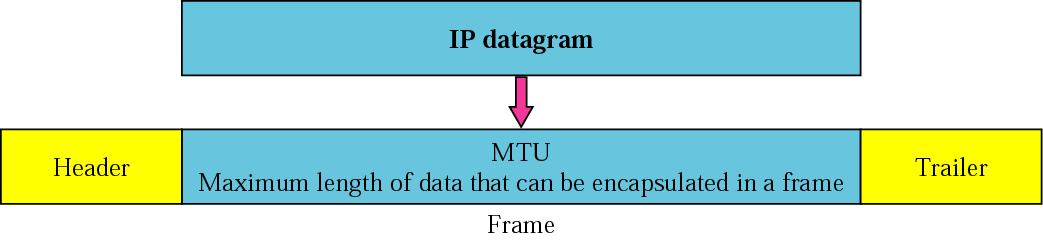 IP datagram
MTU
Header
Maximum length of data that can be encapsulated in a frame
Trailer
Frame